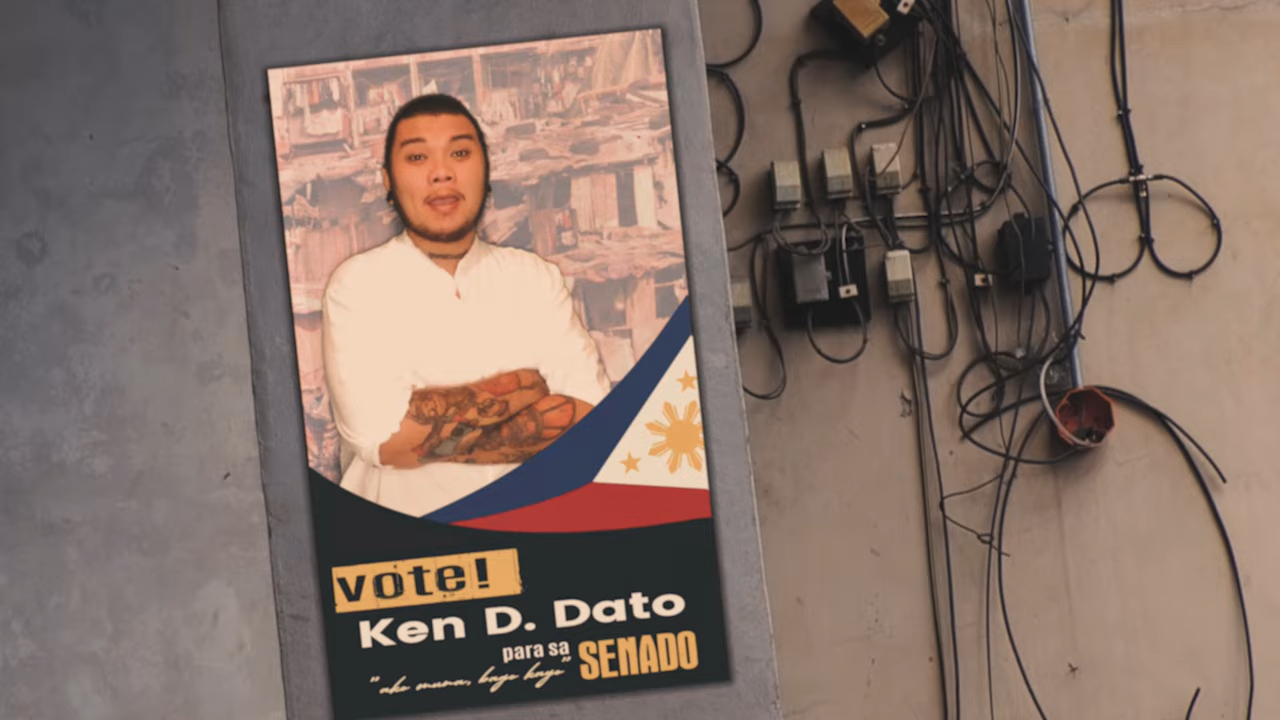 vote!
Ken D. Dato
para sa
SENADO
"ako muna, bago kayo"